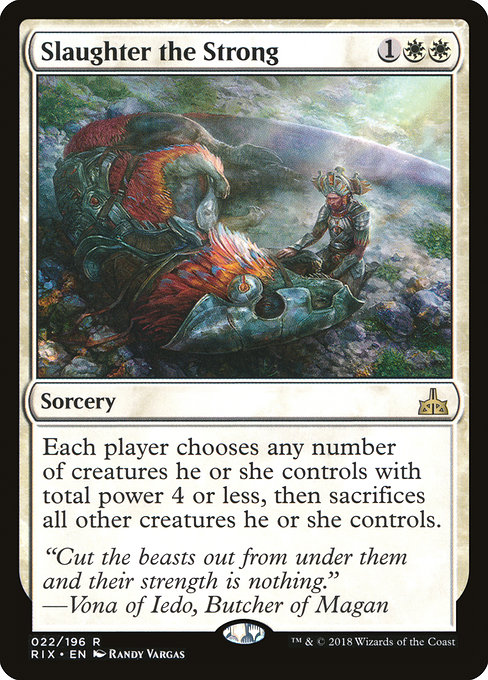 Slaughter the Strong 1
Sorcery
Each player chooses any number
of creatures he or she controls with
total power 4 or less, then sacrifices
all other creatures he or she controls.
“Cut the beasts out from under them
and their strength is nothing.”
—Vona of Iedo, Butcher of Magan
022/196 R
RIX • EN Randy Vargas
™ & © 2018 Wizards of the Coast